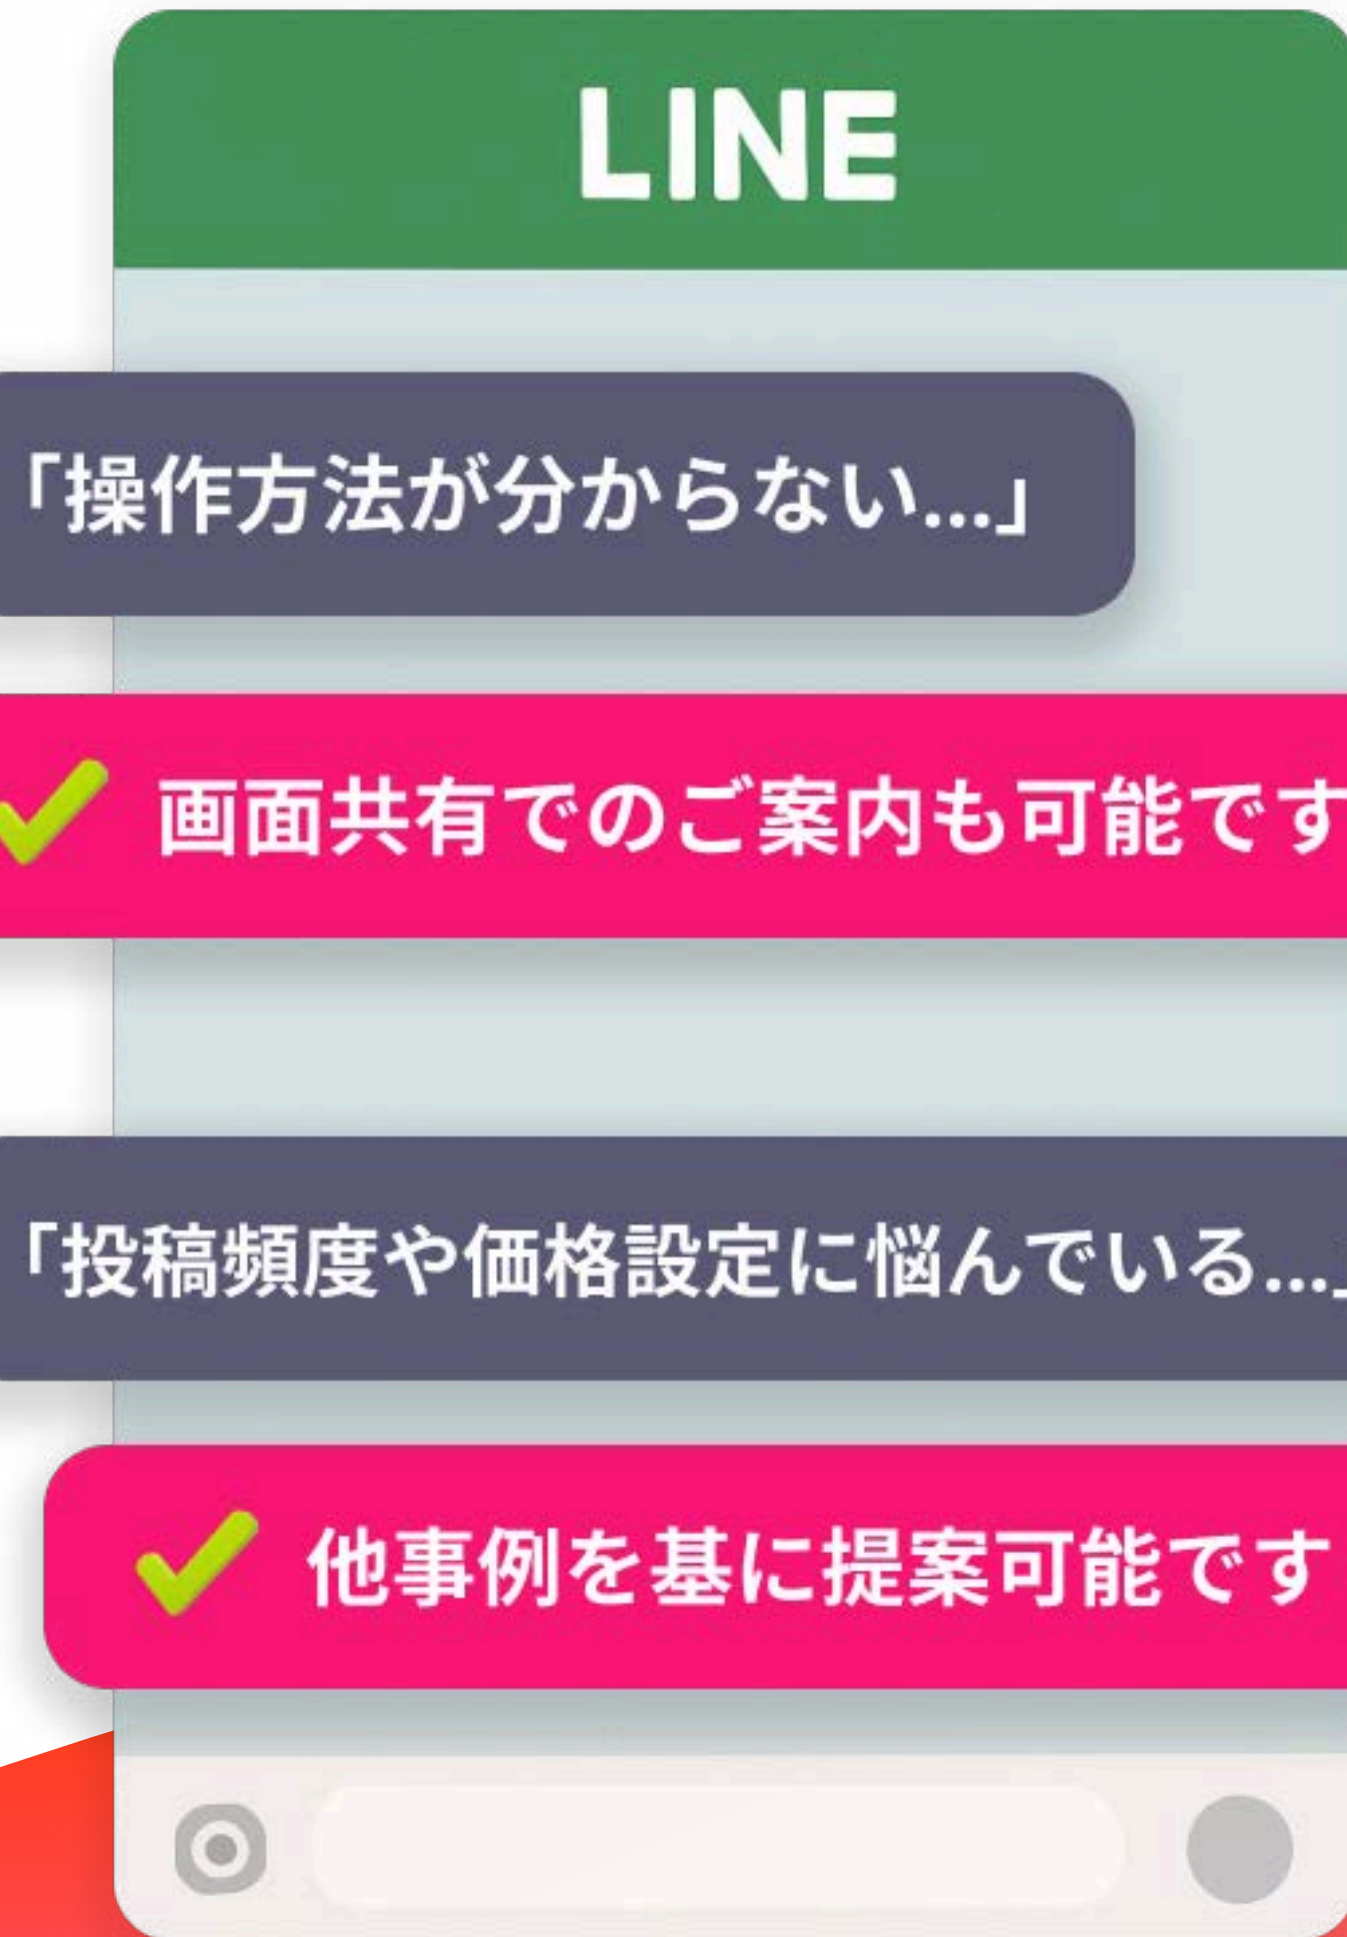 LINE
「操作方法が分からない...」
画面共有でのご案内も可能です
「投稿頻度や価格設定に悩んでいる...」
他事例を基に提案可能です